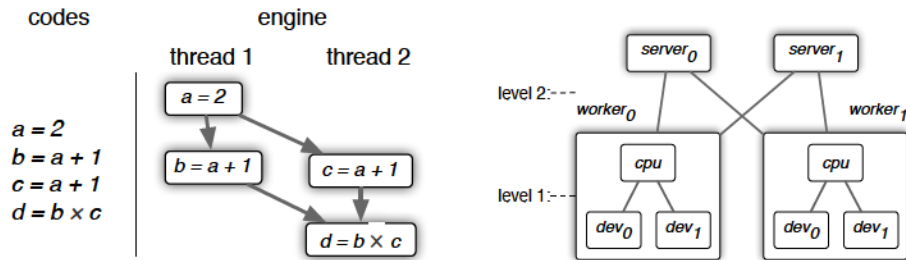 codes
engine
thread 1
thread 2
a = 2
b = a + 1
c = a + 1
d = b × c
a = 2
b = a + 1
c = a + 1
d = b × c
server0
server1
level 2:
worker0
worker1
cpu
cpu
level 1:
dev0
dev1
dev0
dev1